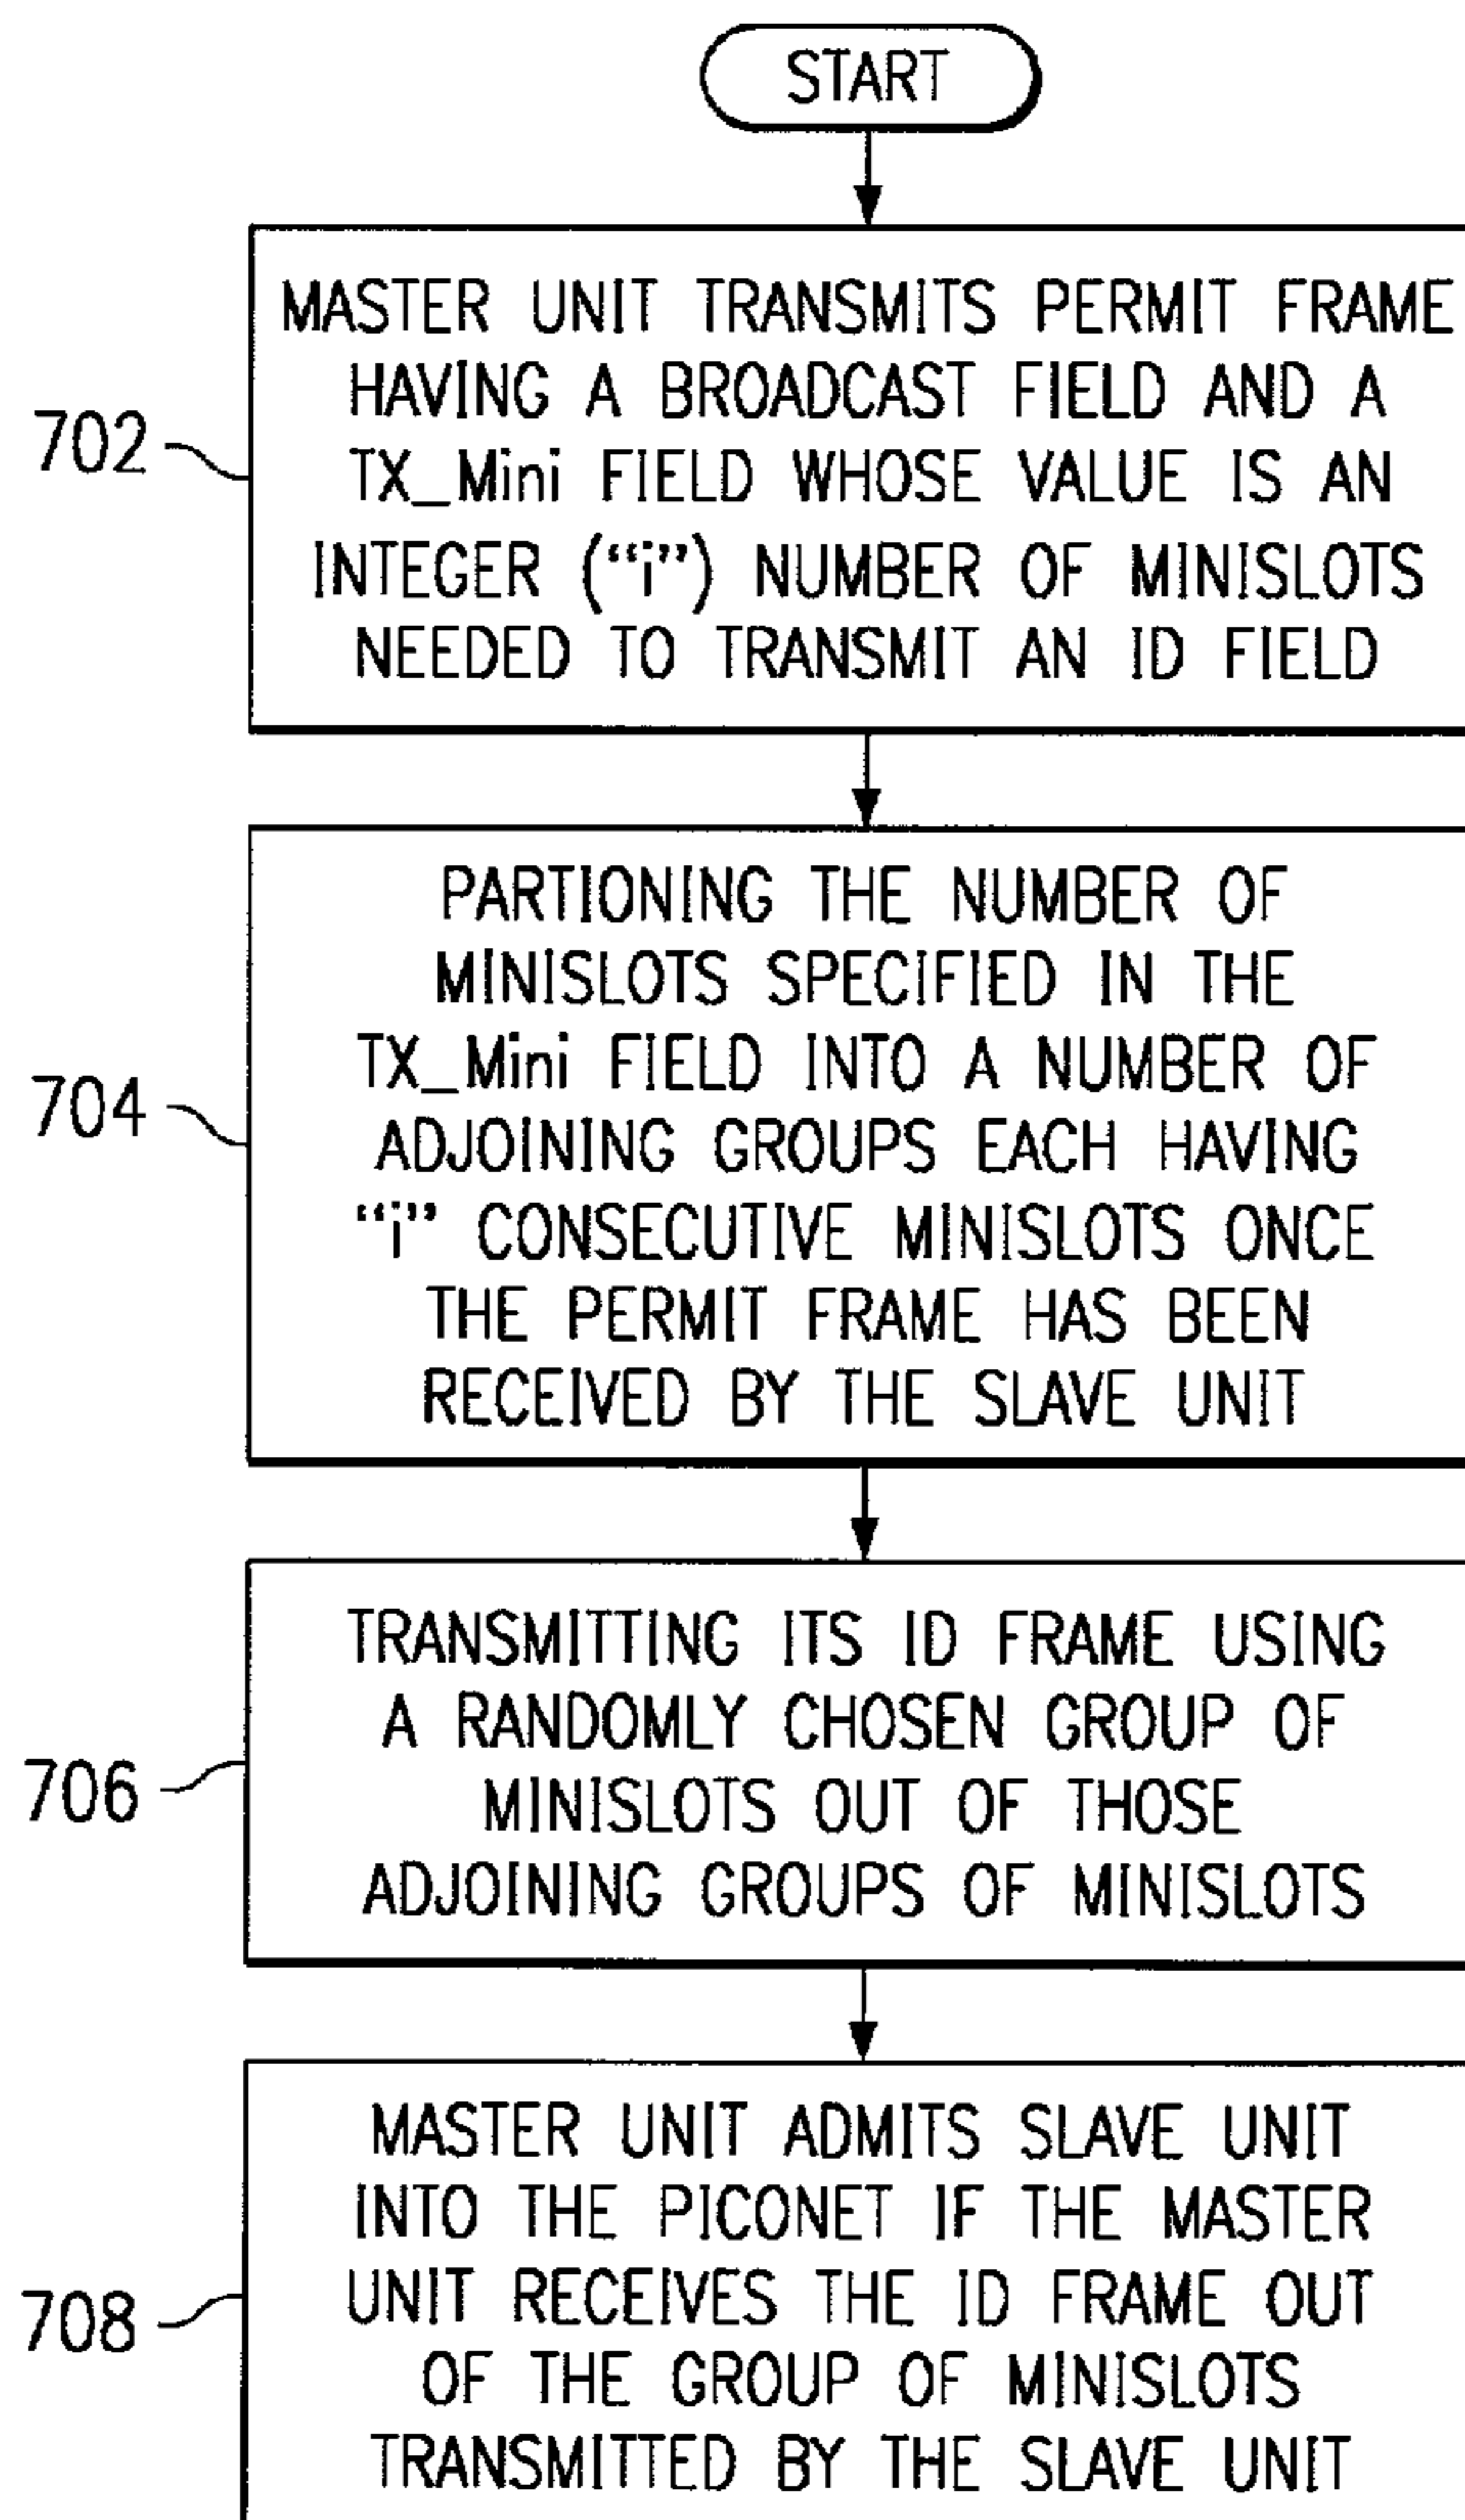 START
MASTER UNIT TRANSMITS PERMIT FRAME
HAVING A BROADCAST FIELD AND A
TX_Mini FIELD WHOSE VALUE IS AN
INTEGER (“i”) NUMBER OF MINISLOTS
NEEDED TO TRANSMIT AN ID FIELD
702
PARTIONING THE NUMBER OF
MINISLOTS SPECIFIED IN THE
TX_Mini FIELD INTO A NUMBER OF
ADJOINING GROUPS EACH HAVING
“i” CONSECUTIVE MINISLOTS ONCE
THE PERMIT FRAME HAS BEEN
RECEIVED BY THE SLAVE UNIT
704
TRANSMITTING ITS ID FRAME USING
A RANDOMLY CHOSEN GROUP OF
MINISLOTS OUT OF THOSE
ADJOINING GROUPS OF MINISLOTS
706
MASTER UNIT ADMITS SLAVE UNIT
INTO THE PICONET IF THE MASTER
UNIT RECEIVES THE ID FRAME OUT
OF THE GROUP OF MINISLOTS
TRANSMITTED BY THE SLAVE UNIT
708